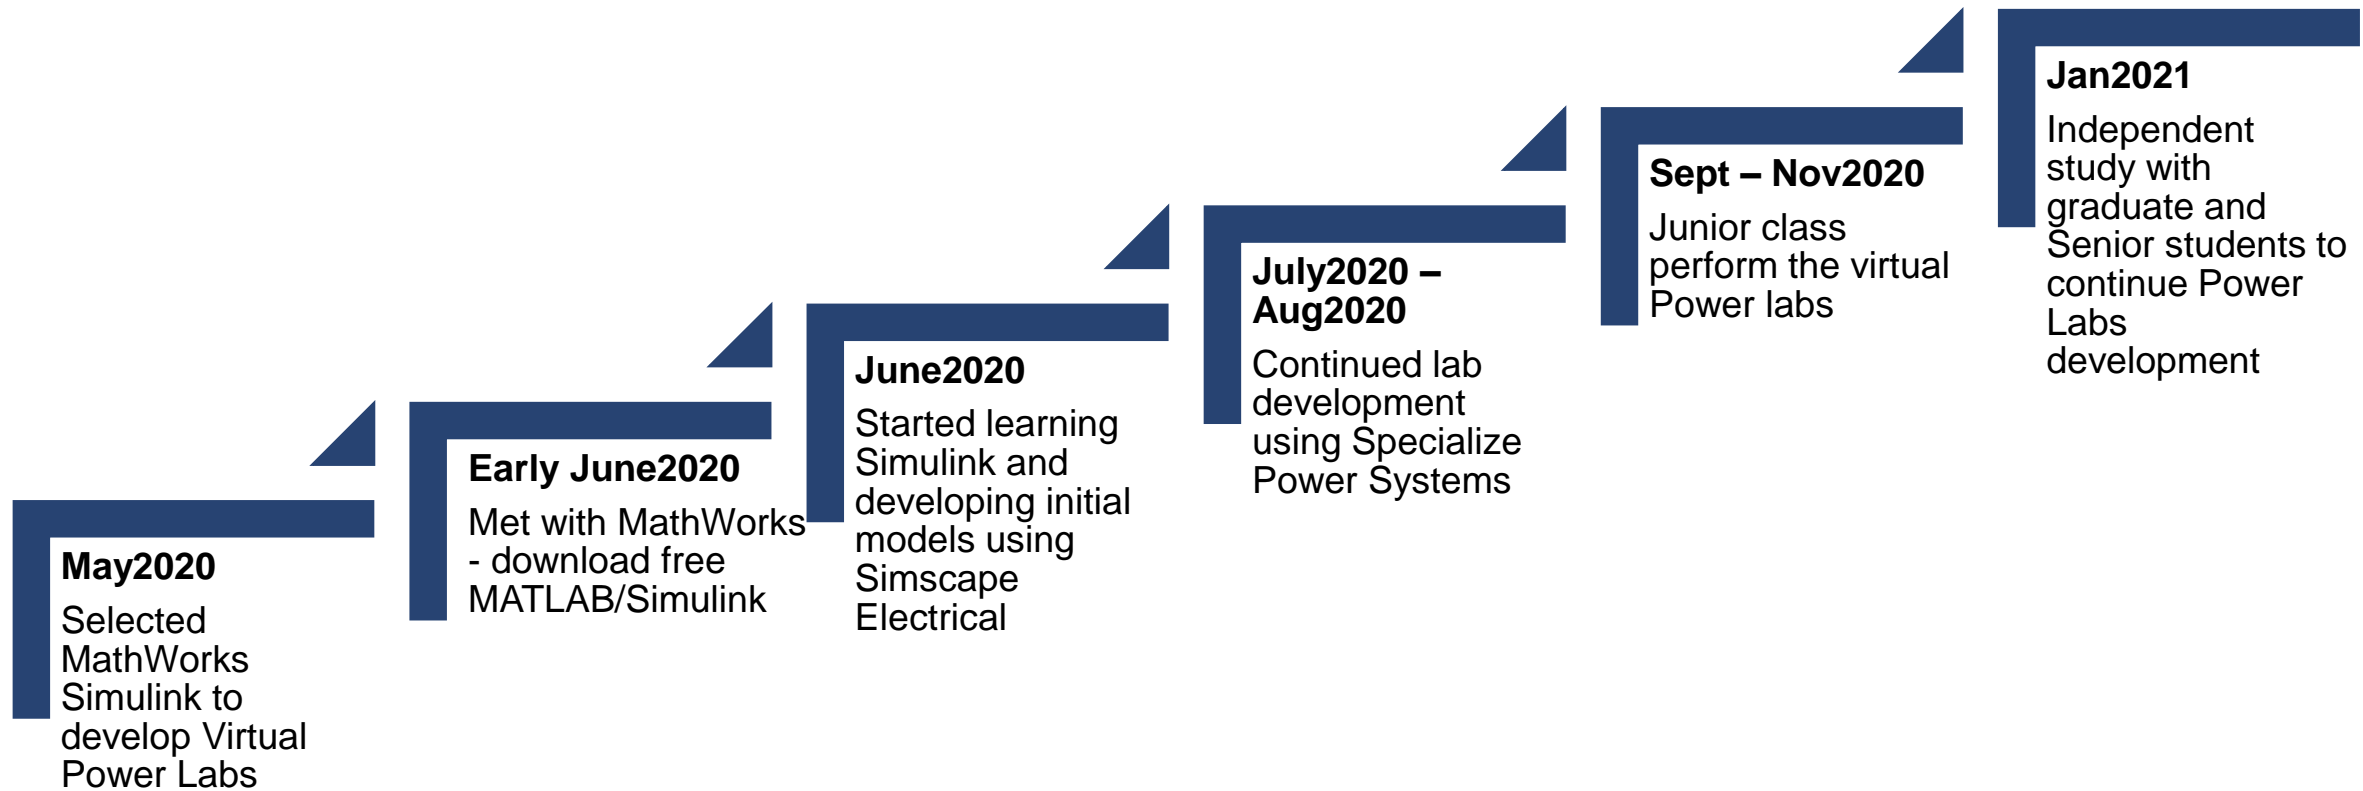 May2020
Selected
MathWorks
Simulink to
develop Virtual
Power Labs
Early June2020
Met with MathWorks
- download free
MATLAB/Simulink
June2020
Started learning
Simulink and
developing initial
models using
Simscape
Electrical
July2020 –
Aug2020
Continued lab
development
using Specialize
Power Systems
Sept – Nov2020
Junior class
perform the virtual
Power labs
Jan2021
Independent
study with
graduate and
Senior students to
continue Power
Labs
development